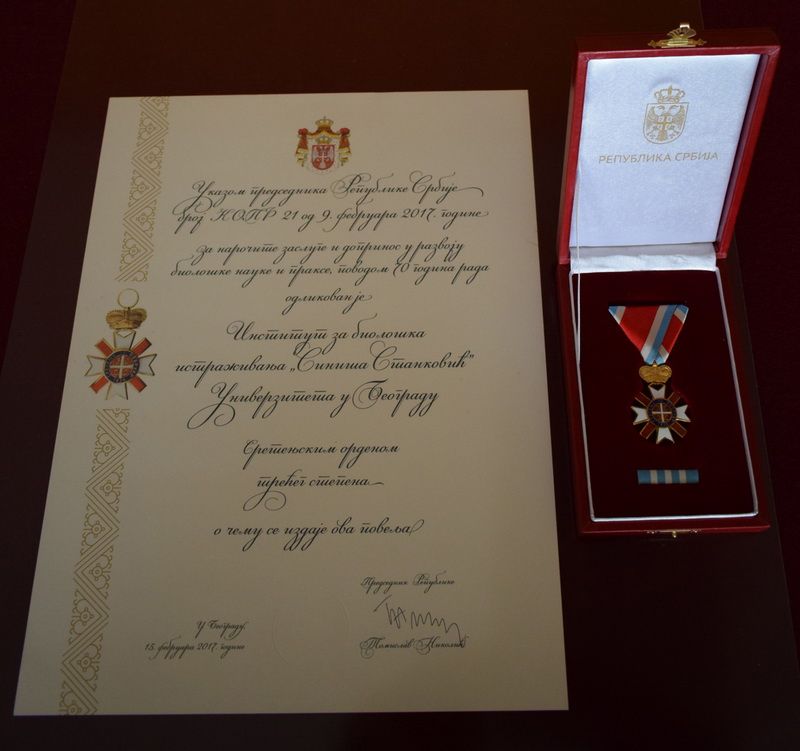 Указом председника Републике Србије
број КОПР 21 од 9. фебруара 2017. године
за нарочите заслуге и допринос у развоју
биолошке науке и праксе, поводом 70 година рада
одликован је
Институт за биолошка
истраживања „Синиша Станковић”
Универзитета у Београду
Сретењским орденом
трећег степена
о чему се издаје ова повеља
Председник Републике
Томислав Николић
У Београду,
15. фебруара 2017. године
РЕПУБЛИКА СРБИЈА